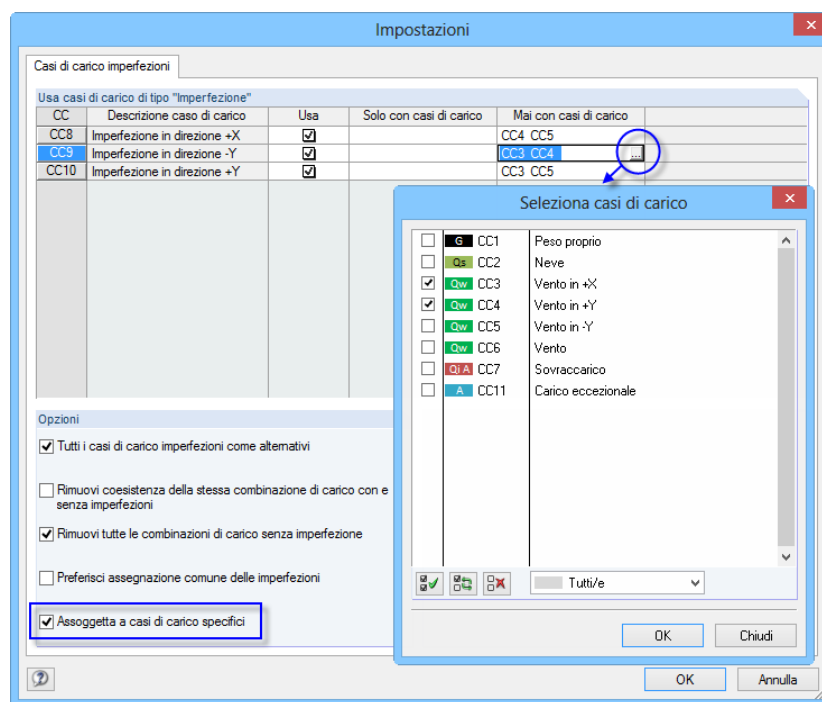 Impostazioni
Casi di carico imperfezioni
Usa casi di carico di tipo "Imperfezione"
CC Descrizione caso di carico Usa Solo con casi di carico Mai con casi di carico
CC8 Imperfezione in direzione +X CC4 CC5
CC9 Imperfezione in direzione -Y CC3 CC4 ...
CC10 Imperfezione in direzione +Y CC3 CC5
Seleziona casi di carico
G CC1 Peso proprio
Qs CC2 Neve
Qw CC3 Vento in +X
Qw CC4 Vento in +Y
Qw CC5 Vento in -Y
Qw CC6 Vento
Qi A CC7 Sovraccarico
A CC11 Carico eccezionale
Tutti/e
OK Chiudi
Opzioni
Tutti i casi di carico imperfezioni come alternativi
Rimuovi coesistenza della stessa combinazione di carico con e
senza imperfezioni
Rimuovi tutte le combinazioni di carico senza imperfezione
Preferisci assegnazione comune delle imperfezioni
Assoggetta a casi di carico specifici
OK Annulla